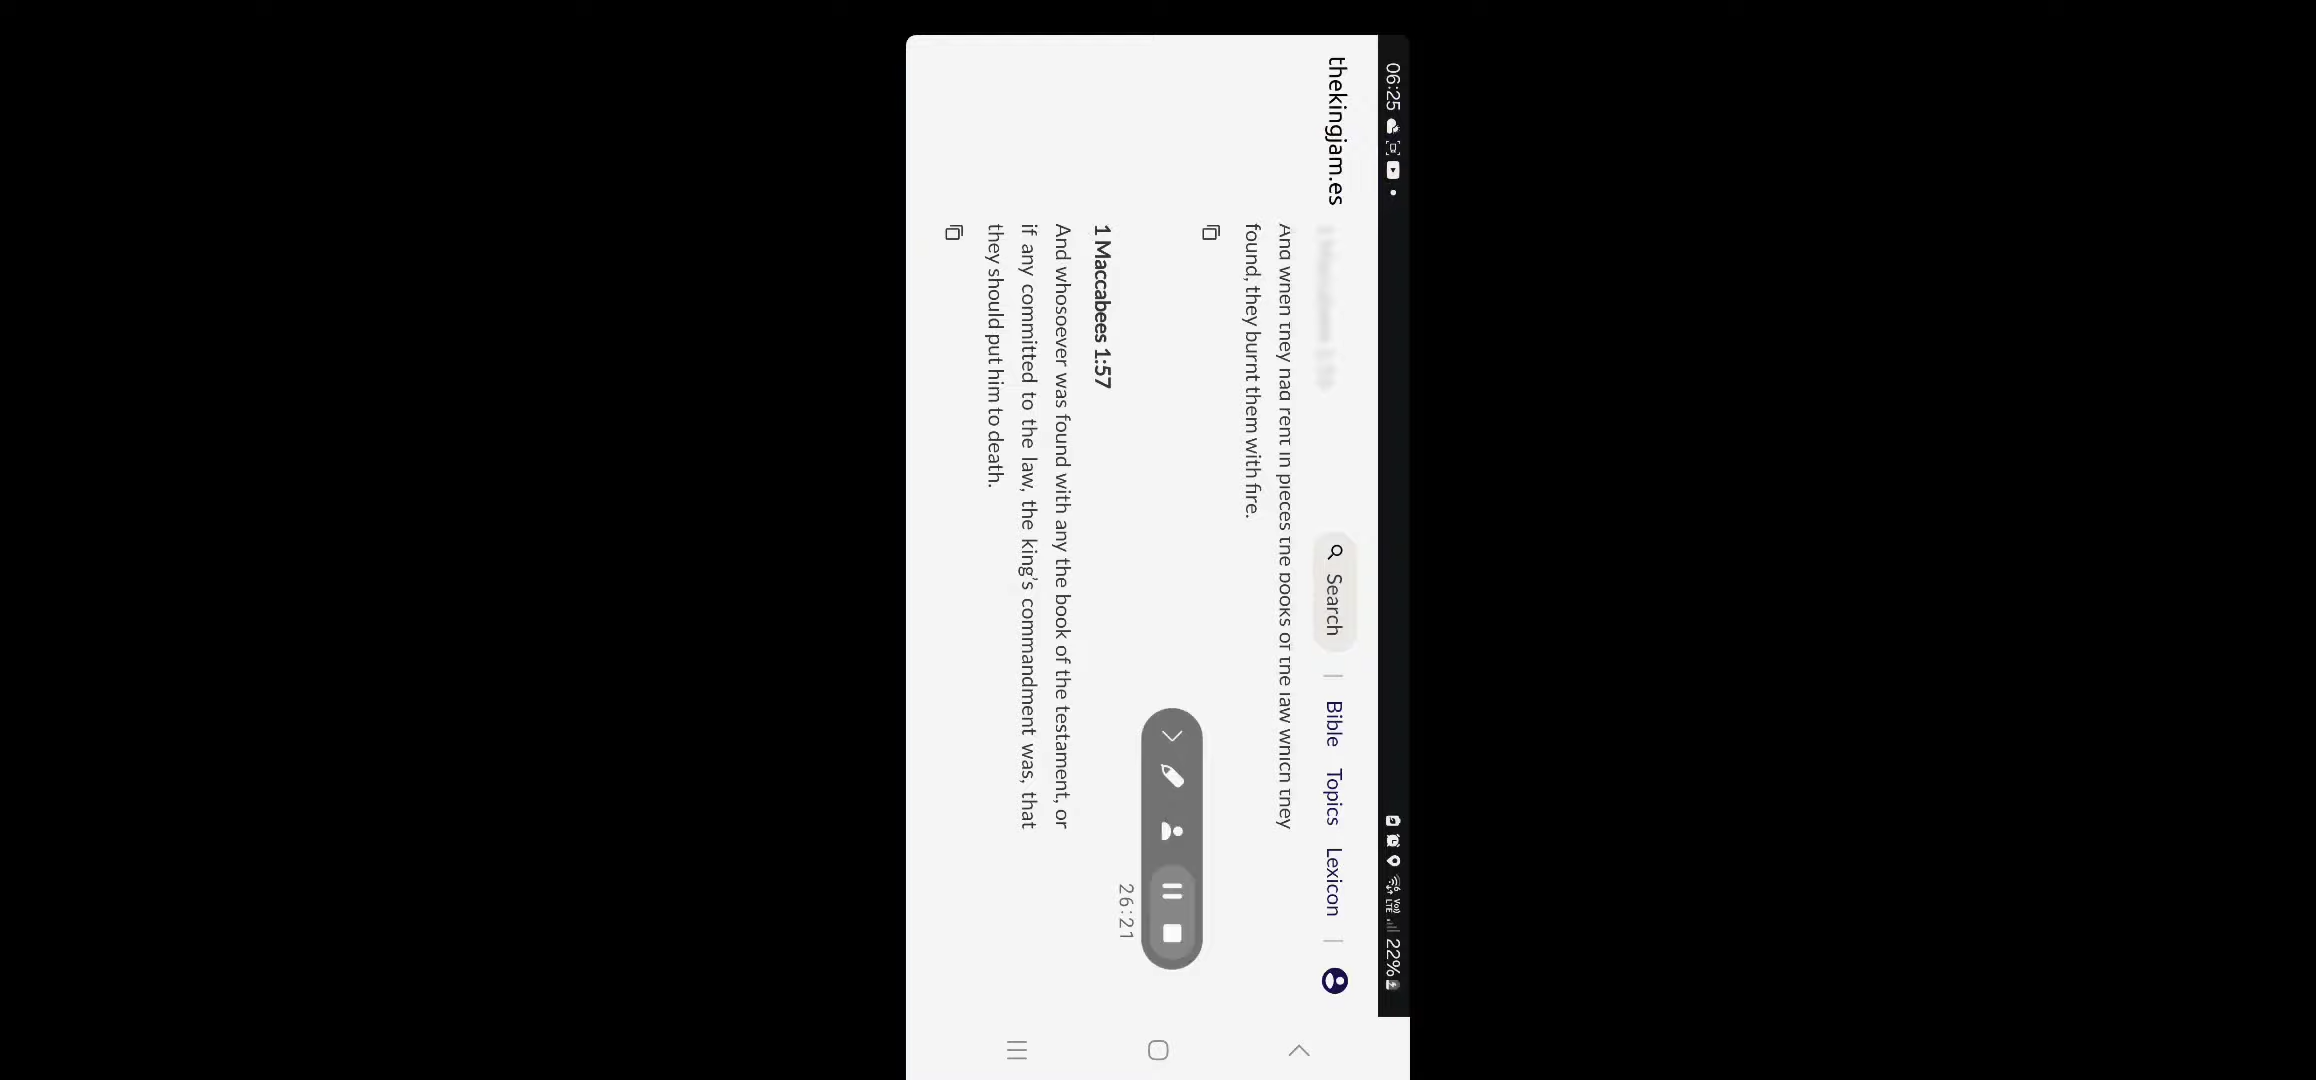 06:25
VoLTE
22%
thekingjam.es
Search
Bible
Topics
Lexicon
And when they had rent in pieces the books of the law which they
found, they burnt them with fire.
1 Maccabees 1:57
And whosoever was found with any the book of the testament, or
if any committed to the law, the king's commandment was, that
they should put him to death.
26:21